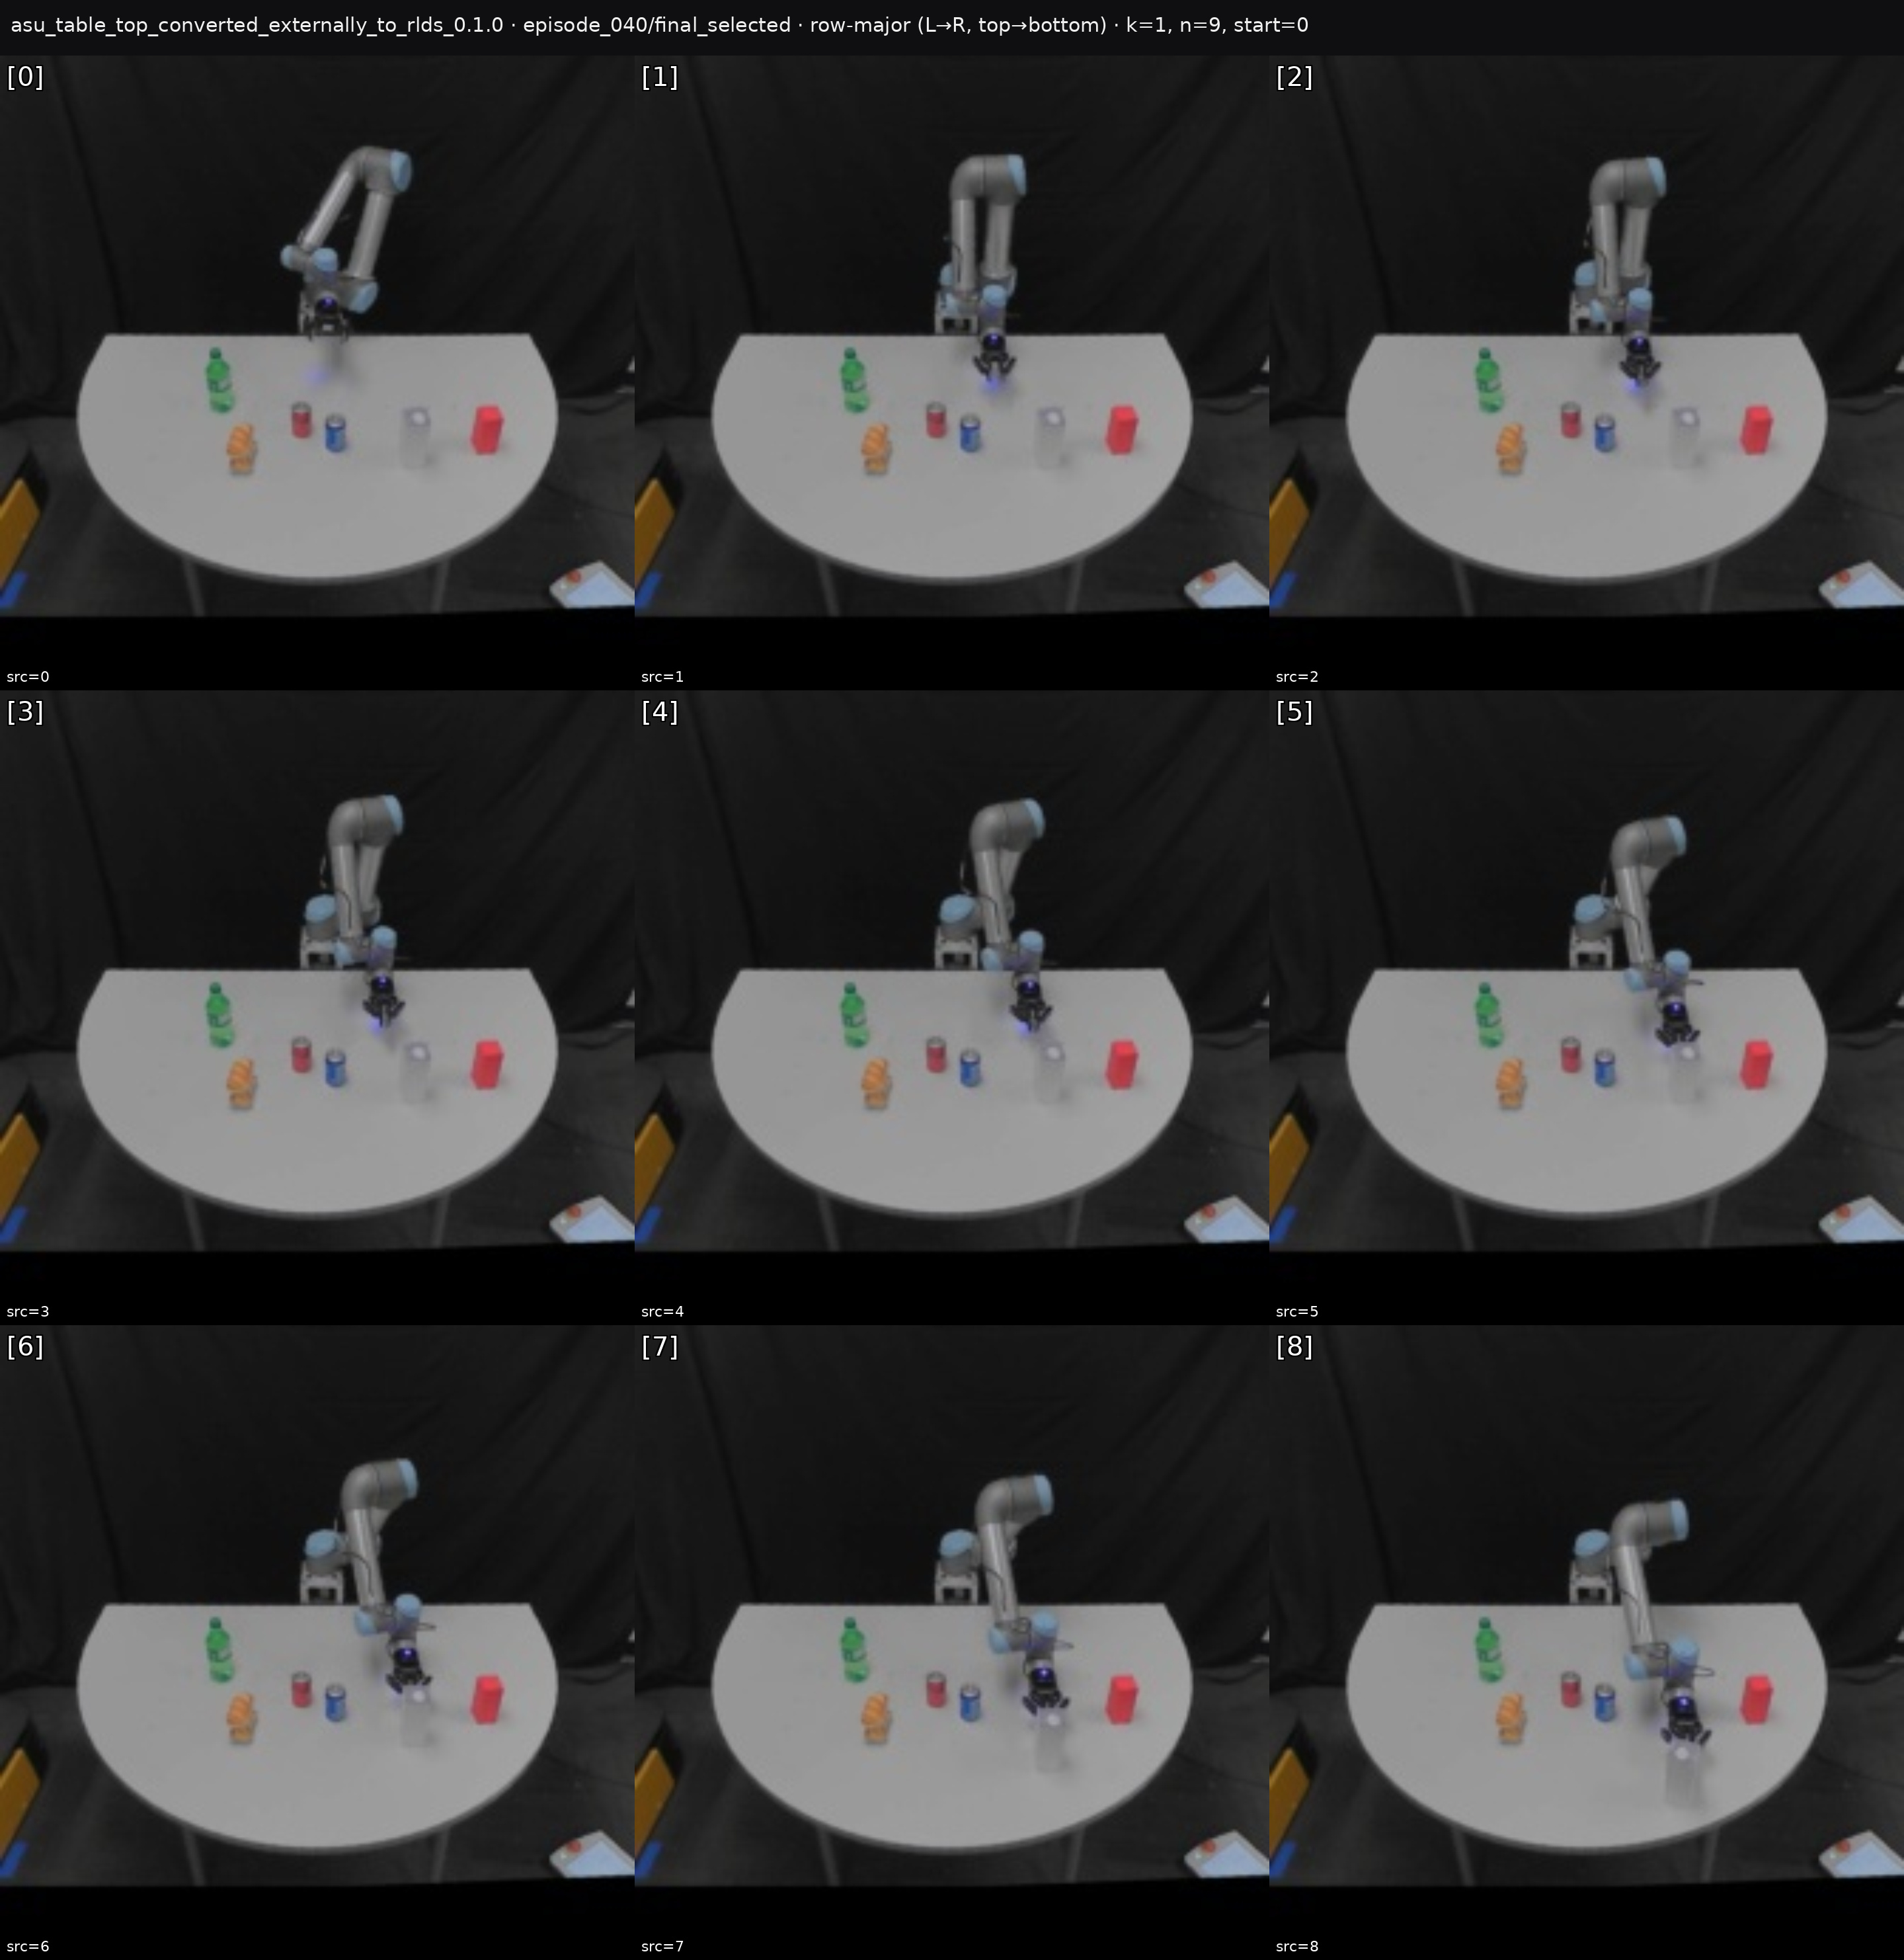 asu_table_top_converted_externally_to_rlds_0.1.0 · episode_040/final_selected · row-major (L→R, top→bottom) · k=1, n=9, start=0
[0]
[1]
[2]
src=0
src=1
src=2
[3]
[4]
[5]
src=3
src=4
src=5
[6]
[7]
[8]
src=6
src=7
src=8